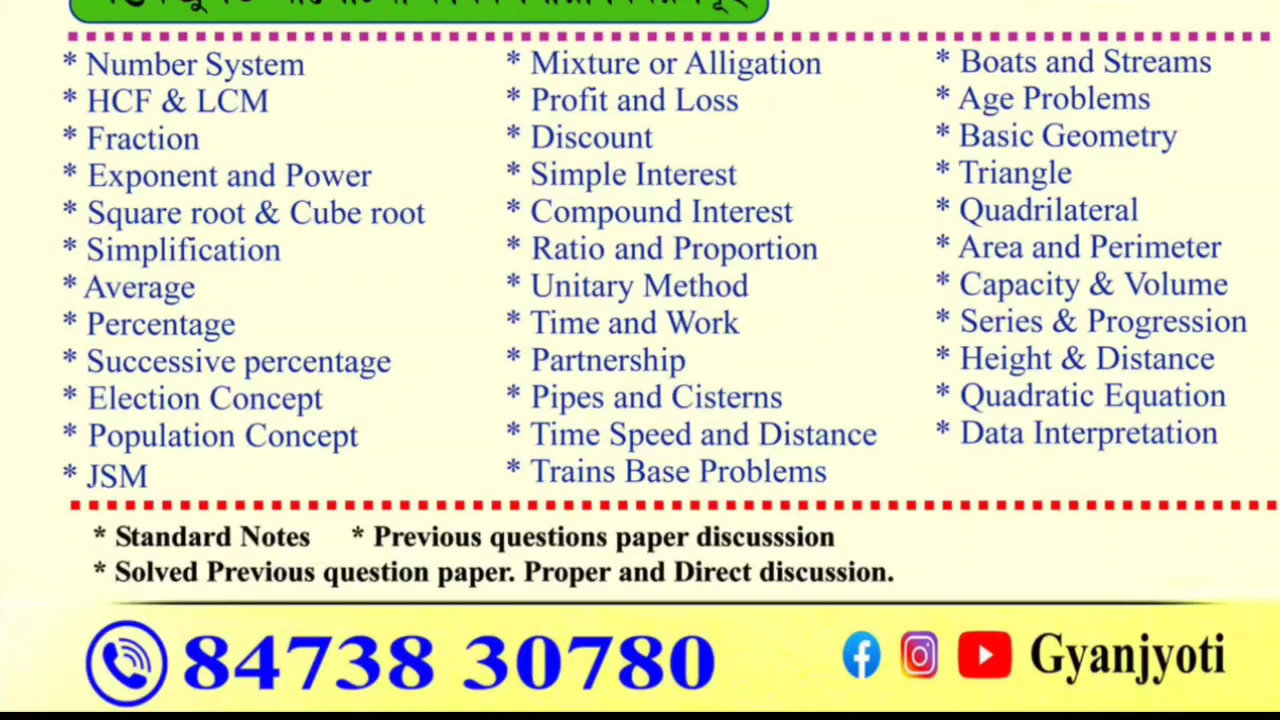 * Number System
* HCF & LCM
* Fraction
* Exponent and Power
* Square root & Cube root
* Simplification
* Average
* Percentage
* Successive percentage
* Election Concept
* Population Concept
* JSM
* Mixture or Alligation
* Profit and Loss
* Discount
* Simple Interest
* Compound Interest
* Ratio and Proportion
* Unitary Method
* Time and Work
* Partnership
* Pipes and Cisterns
* Time Speed and Distance
* Trains Base Problems
* Boats and Streams
* Age Problems
* Basic Geometry
* Triangle
* Quadrilateral
* Area and Perimeter
* Capacity & Volume
* Series & Progression
* Height & Distance
* Quadratic Equation
* Data Interpretation
* Standard Notes * Previous questions paper discusssion
* Solved Previous question paper. Proper and Direct discussion.
84738 30780 Gyanjyoti